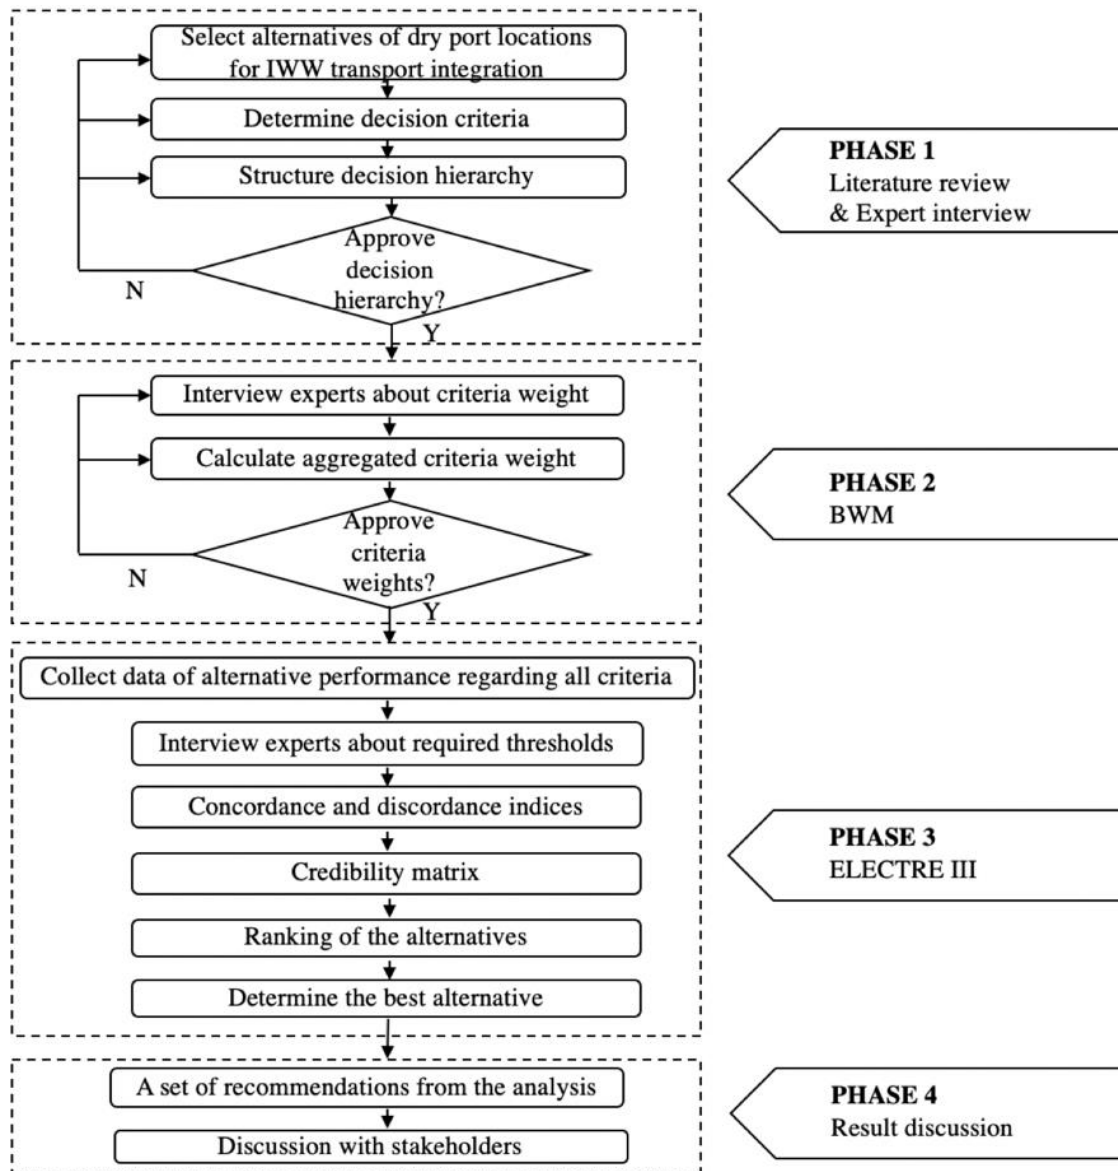 Select alternatives of dry port locations
for IWW transport integration
Determine decision criteria
Structure decision hierarchy
Approve
decision
hierarchy?
N
Y
PHASE 1
Literature review
& Expert interview
Interview experts about criteria weight
Calculate aggregated criteria weight
Approve
criteria
weights?
N
Y
PHASE 2
BWM
Collect data of alternative performance regarding all criteria
Interview experts about required thresholds
Concordance and discordance indices
Credibility matrix
Ranking of the alternatives
Determine the best alternative
PHASE 3
ELECTRE III
A set of recommendations from the analysis
Discussion with stakeholders
PHASE 4
Result discussion